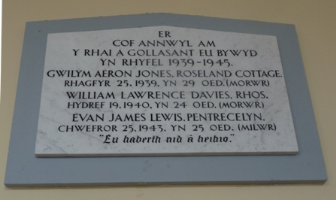 ER
COF ANNWYL AM
Y RHAI A GOLLASANT EU BYWYD
YN RHYFEL 1939-1945.
GWILYM AERON JONES, ROSELAND COTTAGE.
RHAGFYR 25, 1939, YN 29 OED. (MORWR)
WILLIAM LAWRENCE DAVIES, RHOS.
HYDREF 19, 1940, YN 24 OED. (MORWR)
EVAN JAMES LEWIS, PENTRECELYN.
CHWEFROR 25, 1943, YN 25 OED. (MILWR)
"Eu haberth nid â heibio."